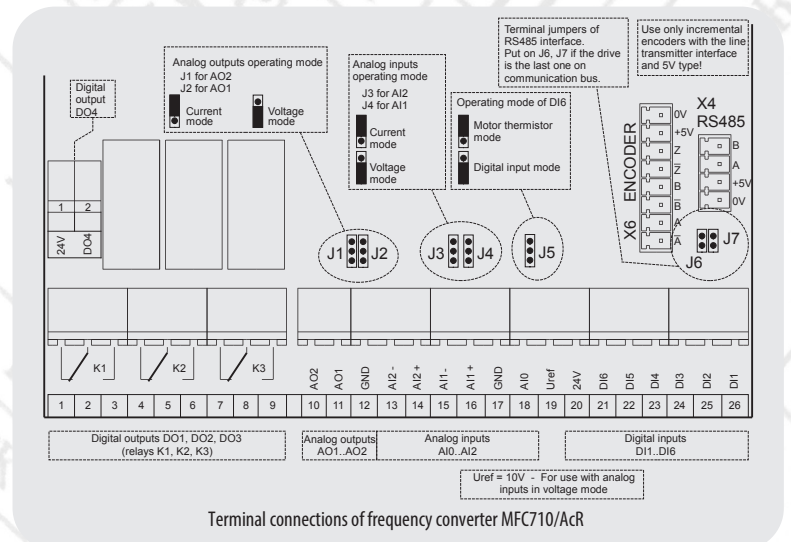 Analog outputs operating mode
J1 for AO2
J2 for AO1
Current
mode
Voltage
mode
Analog inputs
operating mode
J3 for AI2
J4 for AI1
Current
mode
Voltage
mode
Operating mode of DI6
Motor thermistor
mode
Digital input mode
Terminal jumpers of
RS485 interface.
Put on J6, J7 if the drive
is the last one on
communication bus.
Use only incremental
encoders with the line
transmitter interface
and 5V type!
Digital
output
DO4
1 2
24V DO4
X6 ENCODER
0V
+5V
Z
Z̅
B
B̅
A
A̅
X4
RS485
B
A
+5V
0V
J1 J2
J3 J4
J5
J6 J7
K1 K2 K3
AO2 AO1 GND AI2 - AI2 + AI1 - AI1 + GND AI0 Uref 24V DI6 DI5 DI4 DI3 DI2 DI1
1 2 3 4 5 6 7 8 9 10 11 12 13 14 15 16 17 18 19 20 21 22 23 24 25 26
Digital outputs DO1, DO2, DO3
(relays K1, K2, K3)
Analog outputs
AO1..AO2
Analog inputs
AI0..AI2
Digital inputs
DI1..DI6
Uref = 10V - For use with analog
inputs in voltage mode
Terminal connections of frequency converter MFC710/AcR